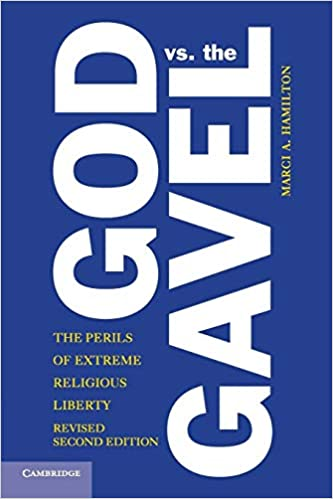 GOD
vs. the
GAVEL
MARCI A. HAMILTON
THE PERILS
OF EXTREME
RELIGIOUS
LIBERTY
REVISED
SECOND EDITION
CAMBRIDGE